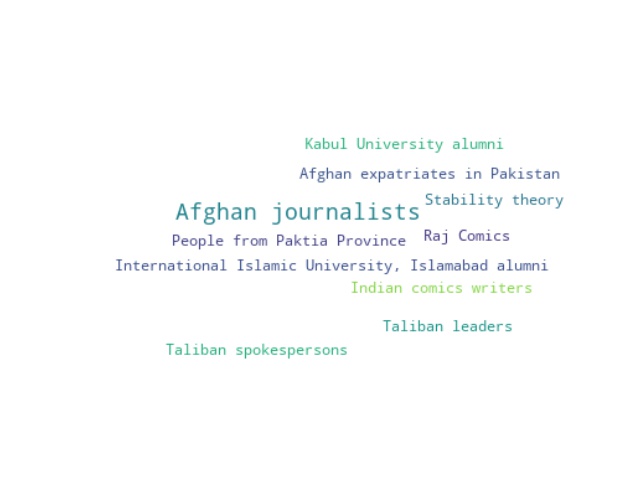 Kabul University alumni
Afghan expatriates in Pakistan
Stability theory
Afghan journalists
Raj Comics
People from Paktia Province
International Islamic University, Islamabad alumni
Indian comics writers
Taliban leaders
Taliban spokespersons